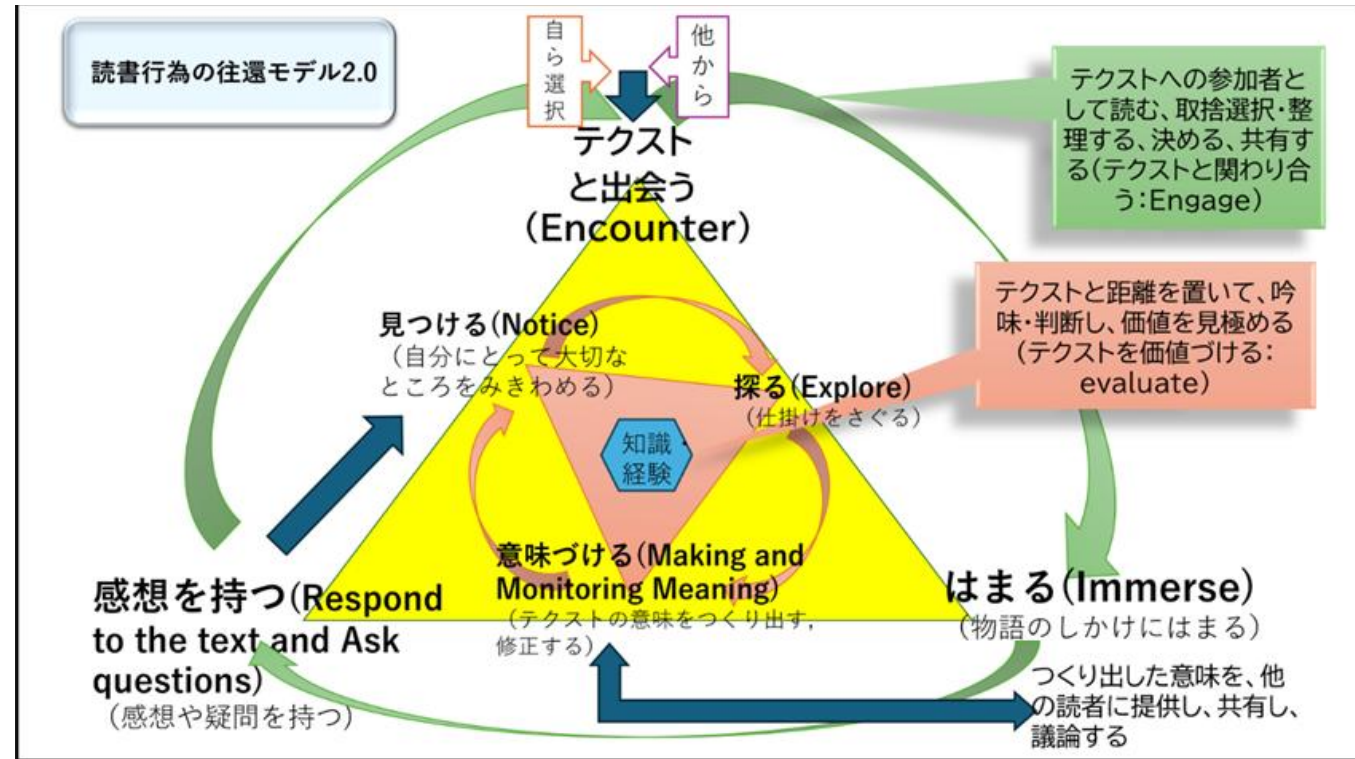 読書行為の往還モデル2.0
自ら選択
他から
テクスト
と出会う
(Encounter)
テクストへの参加者と
して読む、取捨選択・整
理する、決める、共有す
る(テクストと関わり合
う:Engage)
テクストと距離を置いて、吟
味・判断し、価値を見極める
(テクストを価値づける:
evaluate)
見つける(Notice)
(自分にとって大切な
ところをみきわめる)
探る(Explore)
(仕掛けをさぐる)
知識・
経験
意味づける(Making and
Monitoring Meaning)
(テクストの意味をつくり出す,
修正する)
感想を持つ(Respond
to the text and Ask
questions)
(感想や疑問を持つ)
はまる(Immerse)
(物語のしかけにはまる)
つくり出した意味を、他
の読者に提供し、共有し、
議論する